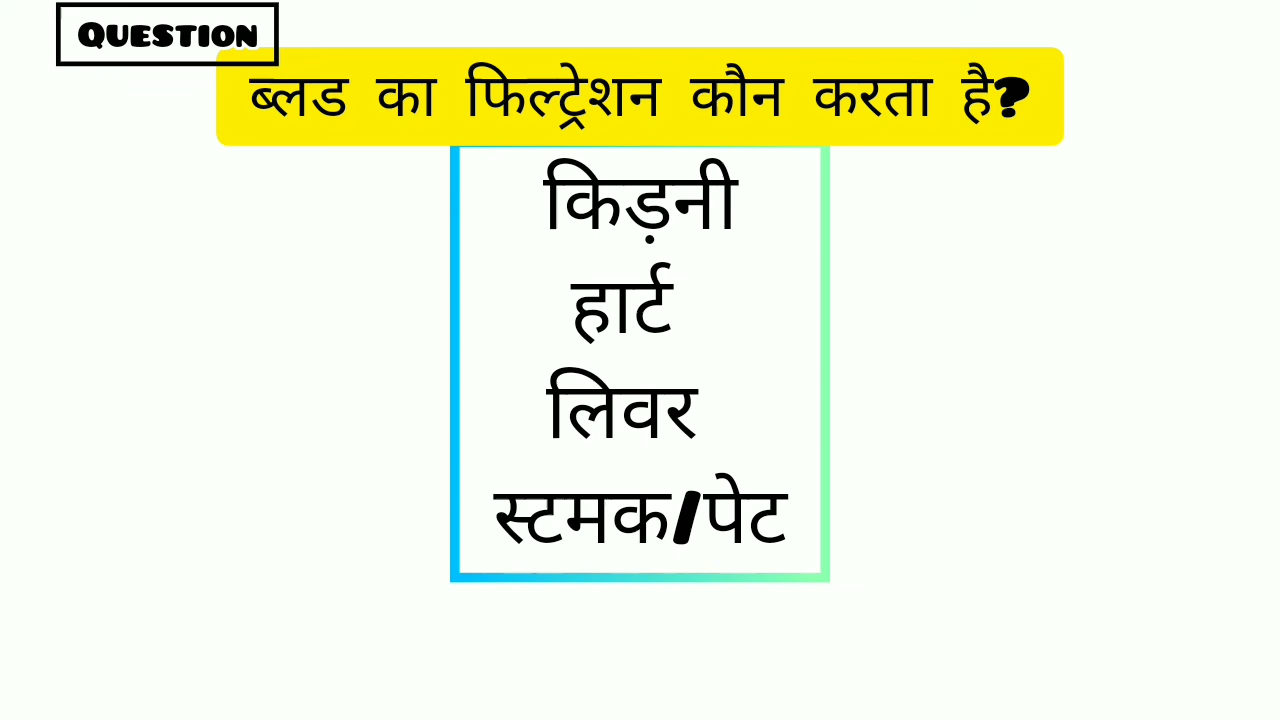 QUESTION
ब्लड का फिल्ट्रेशन कौन करता है?
किड़नी
हार्ट
लिवर
स्टमक/पेट